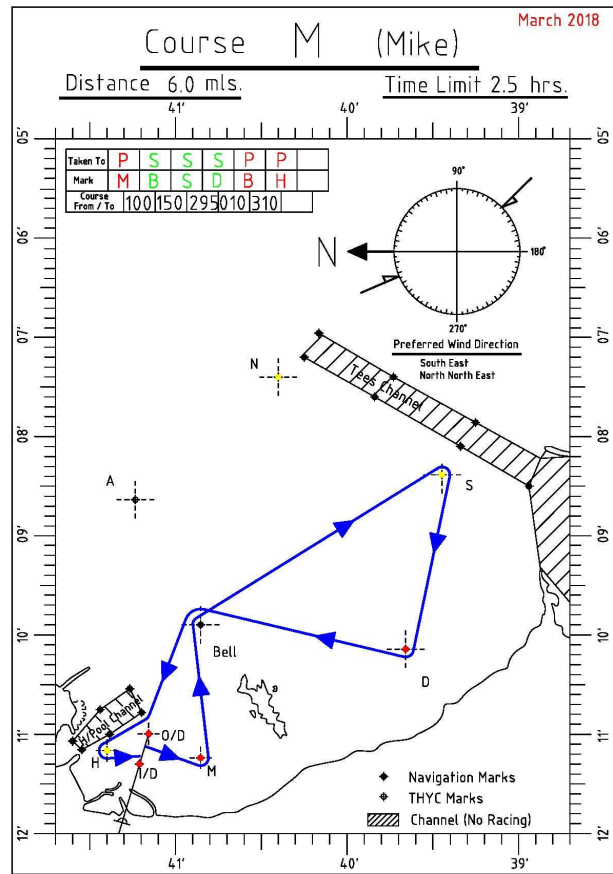 March 2018
Course M (Mike)
Distance 6.0 mls. Time Limit 2.5 hrs.
41' 40' 39'
Taken To P S S S P P
Mark M B S D B H
Course From / To 100 150 295 010 310
05'
06'
07'
08'
09'
10'
11'
12'
90°
N 180°
270°
Preferred Wind Direction
South East
North North East
N
Tees Channel
A
S
Bell
D
H/Pool Channel
O/D
H
I/D
M
Navigation Marks
THYC Marks
Channel (No Racing)
05'
06'
07'
08'
09'
10'
11'
12'
41' 40' 39'